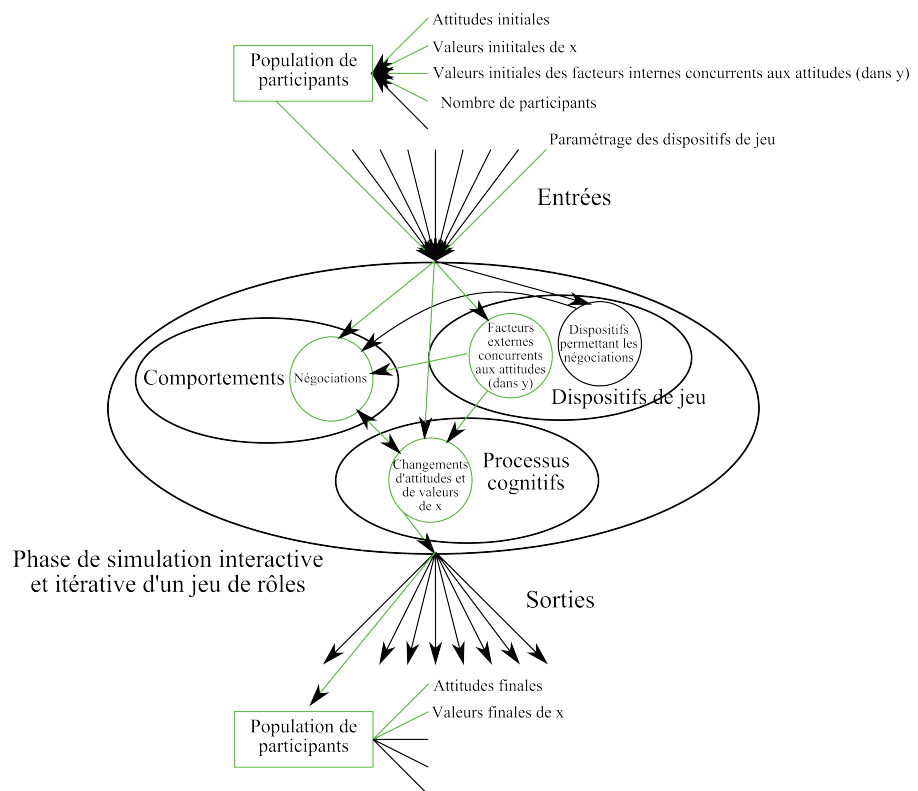 Attitudes initiales
Valeurs inititales de x
Population de
participants
Valeurs initiales des facteurs internes concurrents aux attitudes (dans y)
Nombre de participants
Paramétrage des dispositifs de jeu
Entrées
Facteurs
externes
concurrents
aux attitudes
(dans y)
Dispositifs
permettant les
négociations
Comportements
Négociations
Dispositifs de jeu
Changements
d'attitudes et
de valeurs
de x
Processus
cognitifs
Phase de simulation interactive
et itérative d'un jeu de rôles
Sorties
Attitudes finales
Valeurs finales de x
Population de
participants